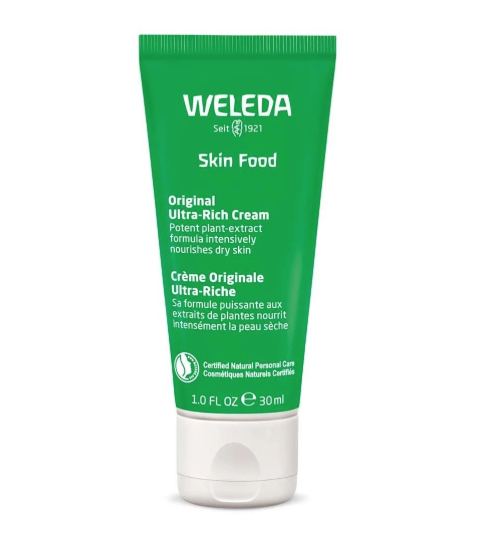 WELEDA
Seit 1921
Skin Food
Original
Ultra-Rich Cream
Potent plant-extract
formula intensively
nourishes dry skin
Crème Originale
Ultra-Riche
Sa formule puissante aux
extraits de plantes nourrit
intensément la peau sèche
Certified Natural Personal Care
Cosmétiques Naturels Certifiés
1.0 FL OZ ℮ 30 ml